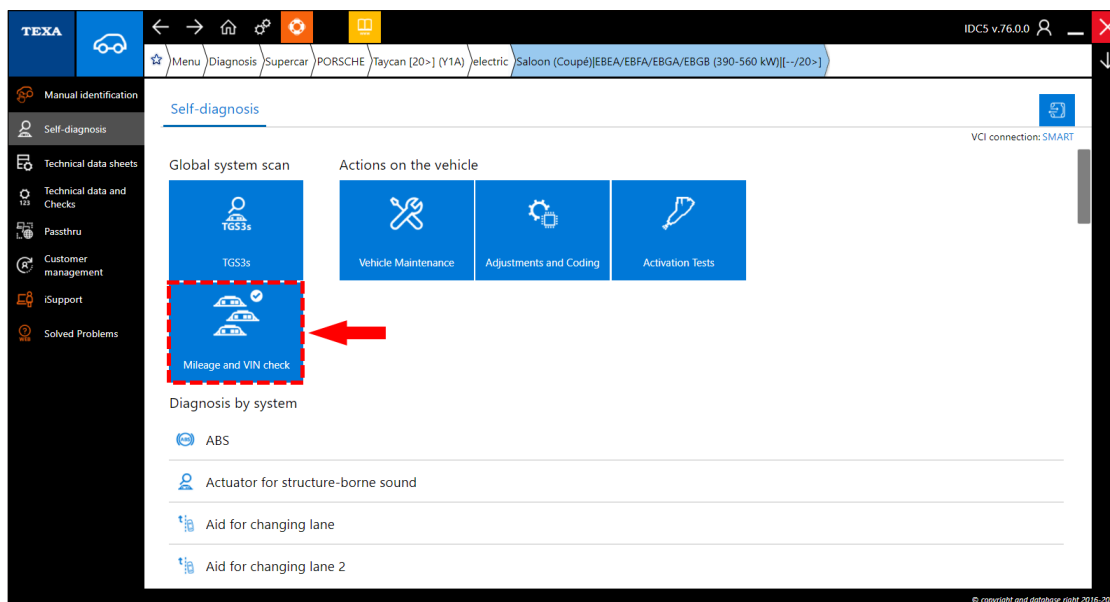 TEXA
IDC5 v.76.0.0
Menu Diagnosis Supercar PORSCHE Taycan [20>] (Y1A) electric Saloon (Coupé)|EBEA/EBFA/EBGA/EBGB (390-560 kW)|[--/20>]
Manual identification
Self-diagnosis
Technical data sheets
123
Technical data and
Checks
Passthru
Customer
management
iSupport
WEB
Solved Problems
Self-diagnosis
VCI connection: SMART
Global system scan
Actions on the vehicle
TGS3s
TGS3s
Vehicle Maintenance
Adjustments and Coding
Activation Tests
Mileage and VIN check
Diagnosis by system
ABS
ABS
Actuator for structure-borne sound
Aid for changing lane
Aid for changing lane 2
© copyright and database right 2016-20